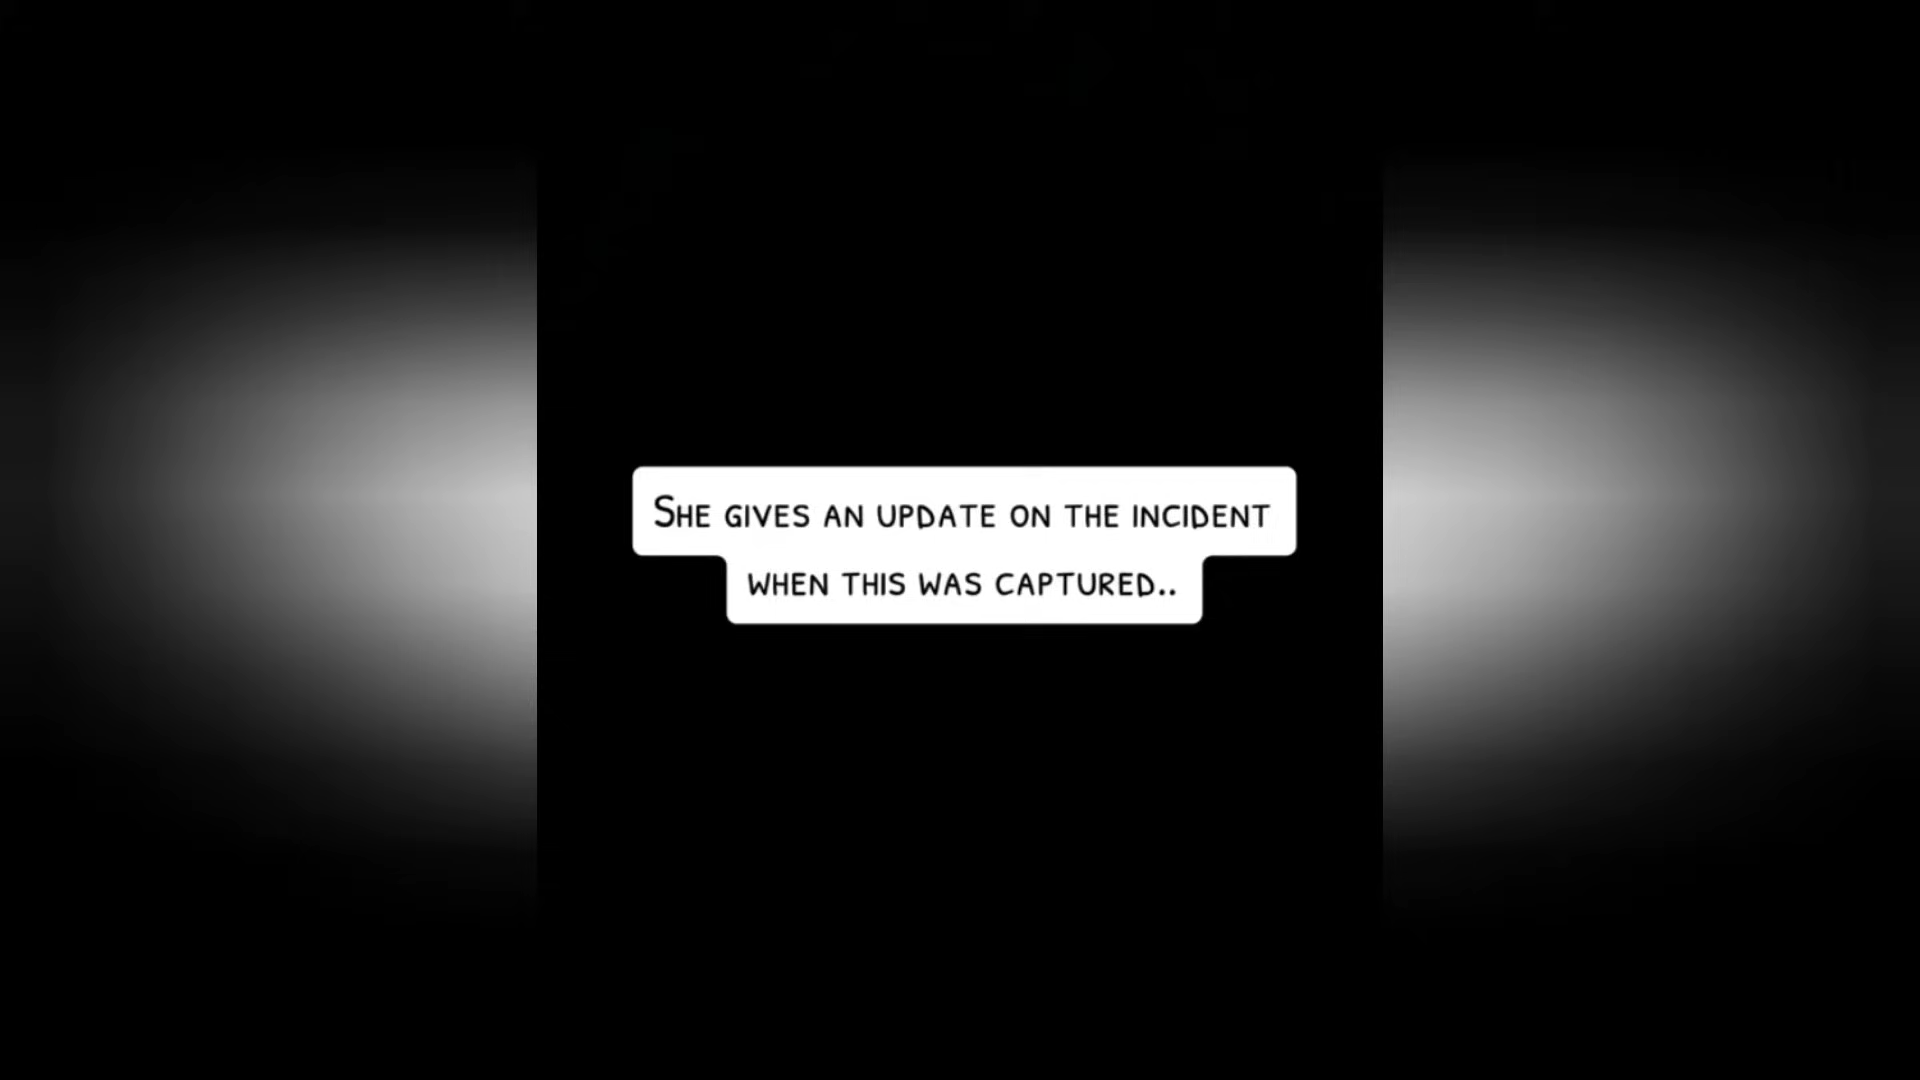 She gives an update on the incident
when this was captured..